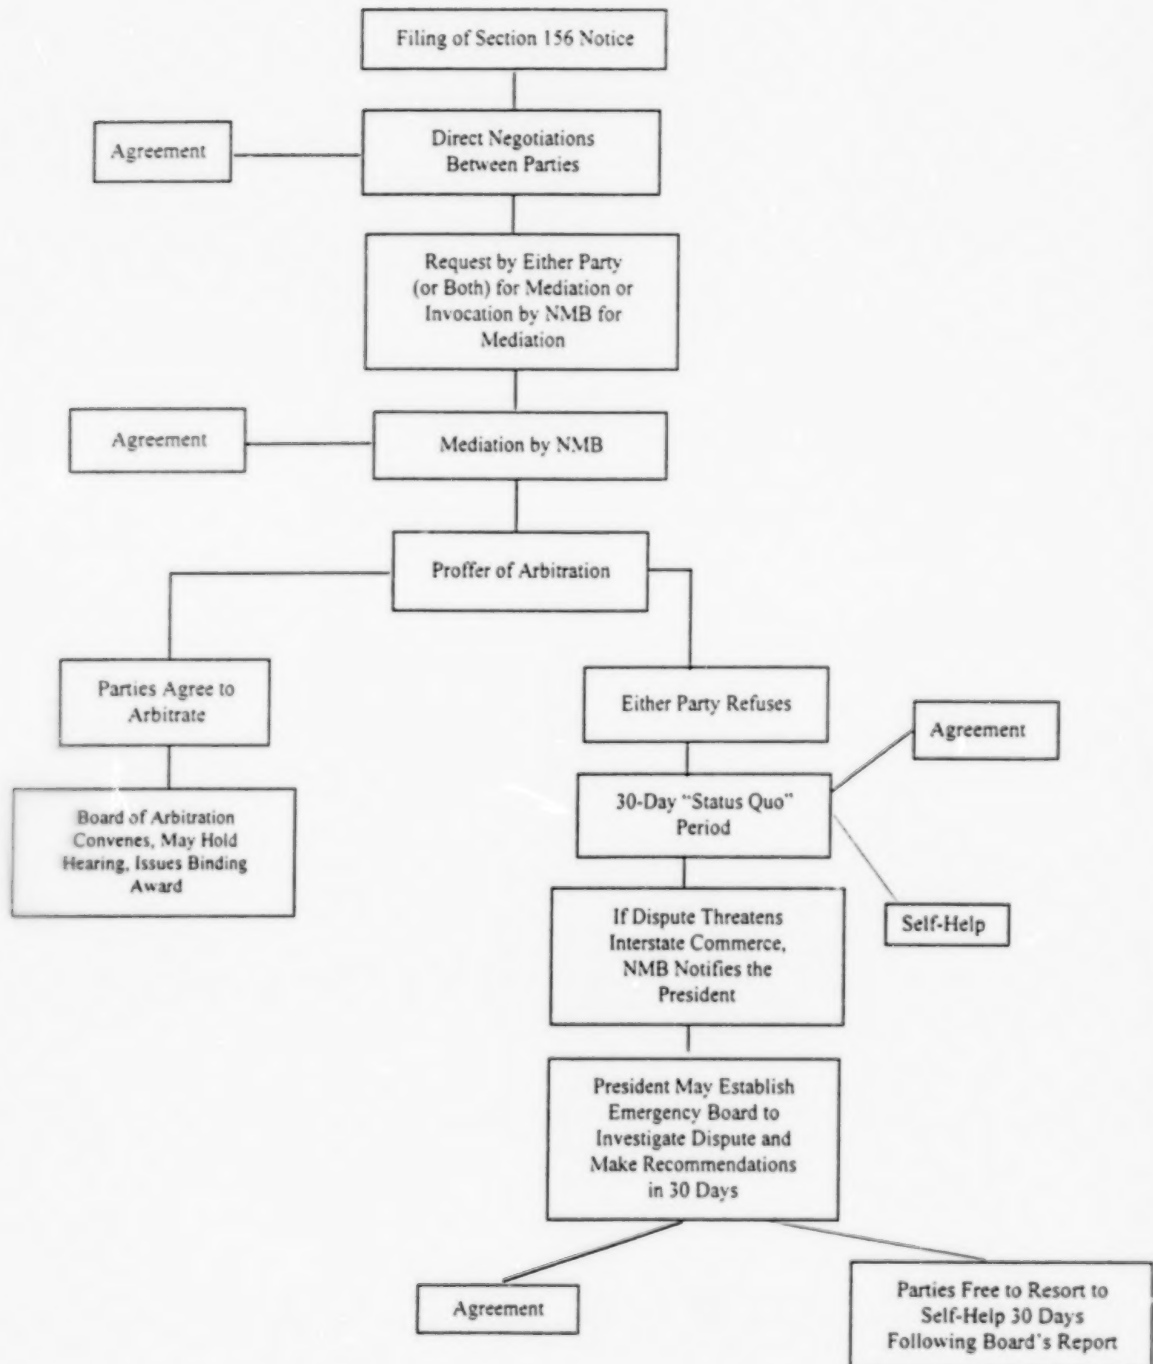 Filing of Section 156 Notice
Agreement
Direct Negotiations
Between Parties
Request by Either Party
(or Both) for Mediation or
Invocation by NMB for
Mediation
Agreement
Mediation by NMB
Proffer of Arbitration
Parties Agree to
Arbitrate
Either Party Refuses
Agreement
Board of Arbitration
Convenes, May Hold
Hearing, Issues Binding
Award
30-Day “Status Quo”
Period
Self-Help
If Dispute Threatens
Interstate Commerce,
NMB Notifies the
President
President May Establish
Emergency Board to
Investigate Dispute and
Make Recommendations
in 30 Days
Agreement
Parties Free to Resort to
Self-Help 30 Days
Following Board’s Report